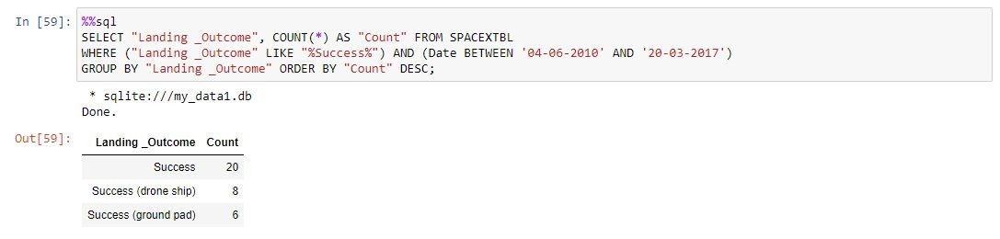 In [59]: %%sql
SELECT "Landing _Outcome", COUNT(*) AS "Count" FROM SPACEXTBL
WHERE ("Landing _Outcome" LIKE "%Success%") AND (Date BETWEEN '04-06-2010' AND '20-03-2017')
GROUP BY "Landing _Outcome" ORDER BY "Count" DESC;
* sqlite:///my_data1.db
Done.
Out[59]: Landing _Outcome Count
Success 20
Success (drone ship) 8
Success (ground pad) 6